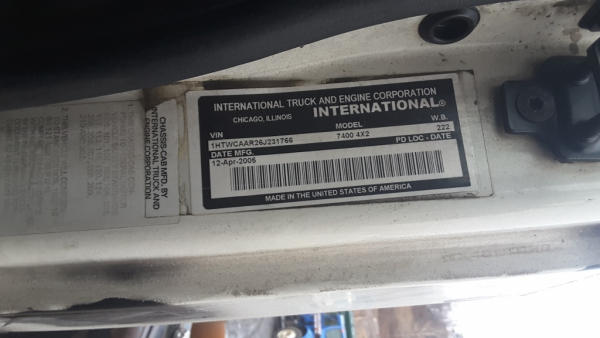 INTERNATIONAL TRUCK AND ENGINE CORPORATION
CHICAGO, ILLINOIS INTERNATIONAL®
VIN MODEL W.B.
1HTWCAAR26J231766 7400 4X2 222
DATE MFG. PD LOC - DATE
12-Apr-2005
MADE IN THE UNITED STATES OF AMERICA
CHASSIS-CAB MFD. BY
INTERNATIONAL TRUCK AND
ENGINE CORPORATION